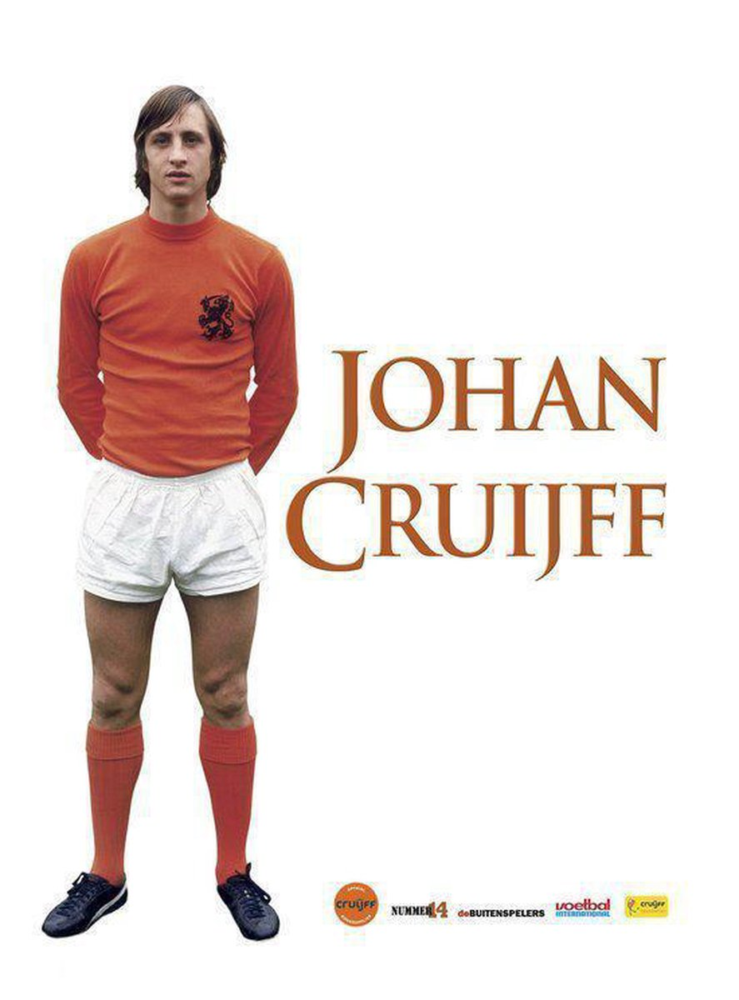 JOHAN
CRUIJFF
cruijff
NUMMER14
deBUITENSPELERS
voetbal
INTERNATIONAL
cruijff